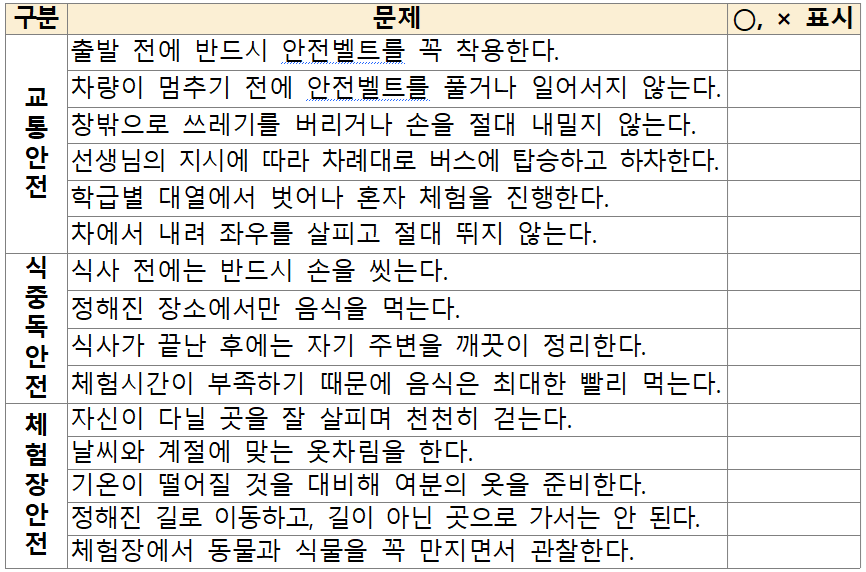 구분 문제 ○, × 표시
교통안전
출발 전에 반드시 안전벨트를 꼭 착용한다.
차량이 멈추기 전에 안전벨트를 풀거나 일어서지 않는다.
창밖으로 쓰레기를 버리거나 손을 절대 내밀지 않는다.
선생님의 지시에 따라 차례대로 버스에 탑승하고 하차한다.
학급별 대열에서 벗어나 혼자 체험을 진행한다.
차에서 내려 좌우를 살피고 절대 뛰지 않는다.
식중독안전
식사 전에는 반드시 손을 씻는다.
정해진 장소에서만 음식을 먹는다.
식사가 끝난 후에는 자기 주변을 깨끗이 정리한다.
체험시간이 부족하기 때문에 음식은 최대한 빨리 먹는다.
체험장안전
자신이 다닐 곳을 잘 살피며 천천히 걷는다.
날씨와 계절에 맞는 옷차림을 한다.
기온이 떨어질 것을 대비해 여분의 옷을 준비한다.
정해진 길로 이동하고, 길이 아닌 곳으로 가서는 안 된다.
체험장에서 동물과 식물을 꼭 만지면서 관찰한다.